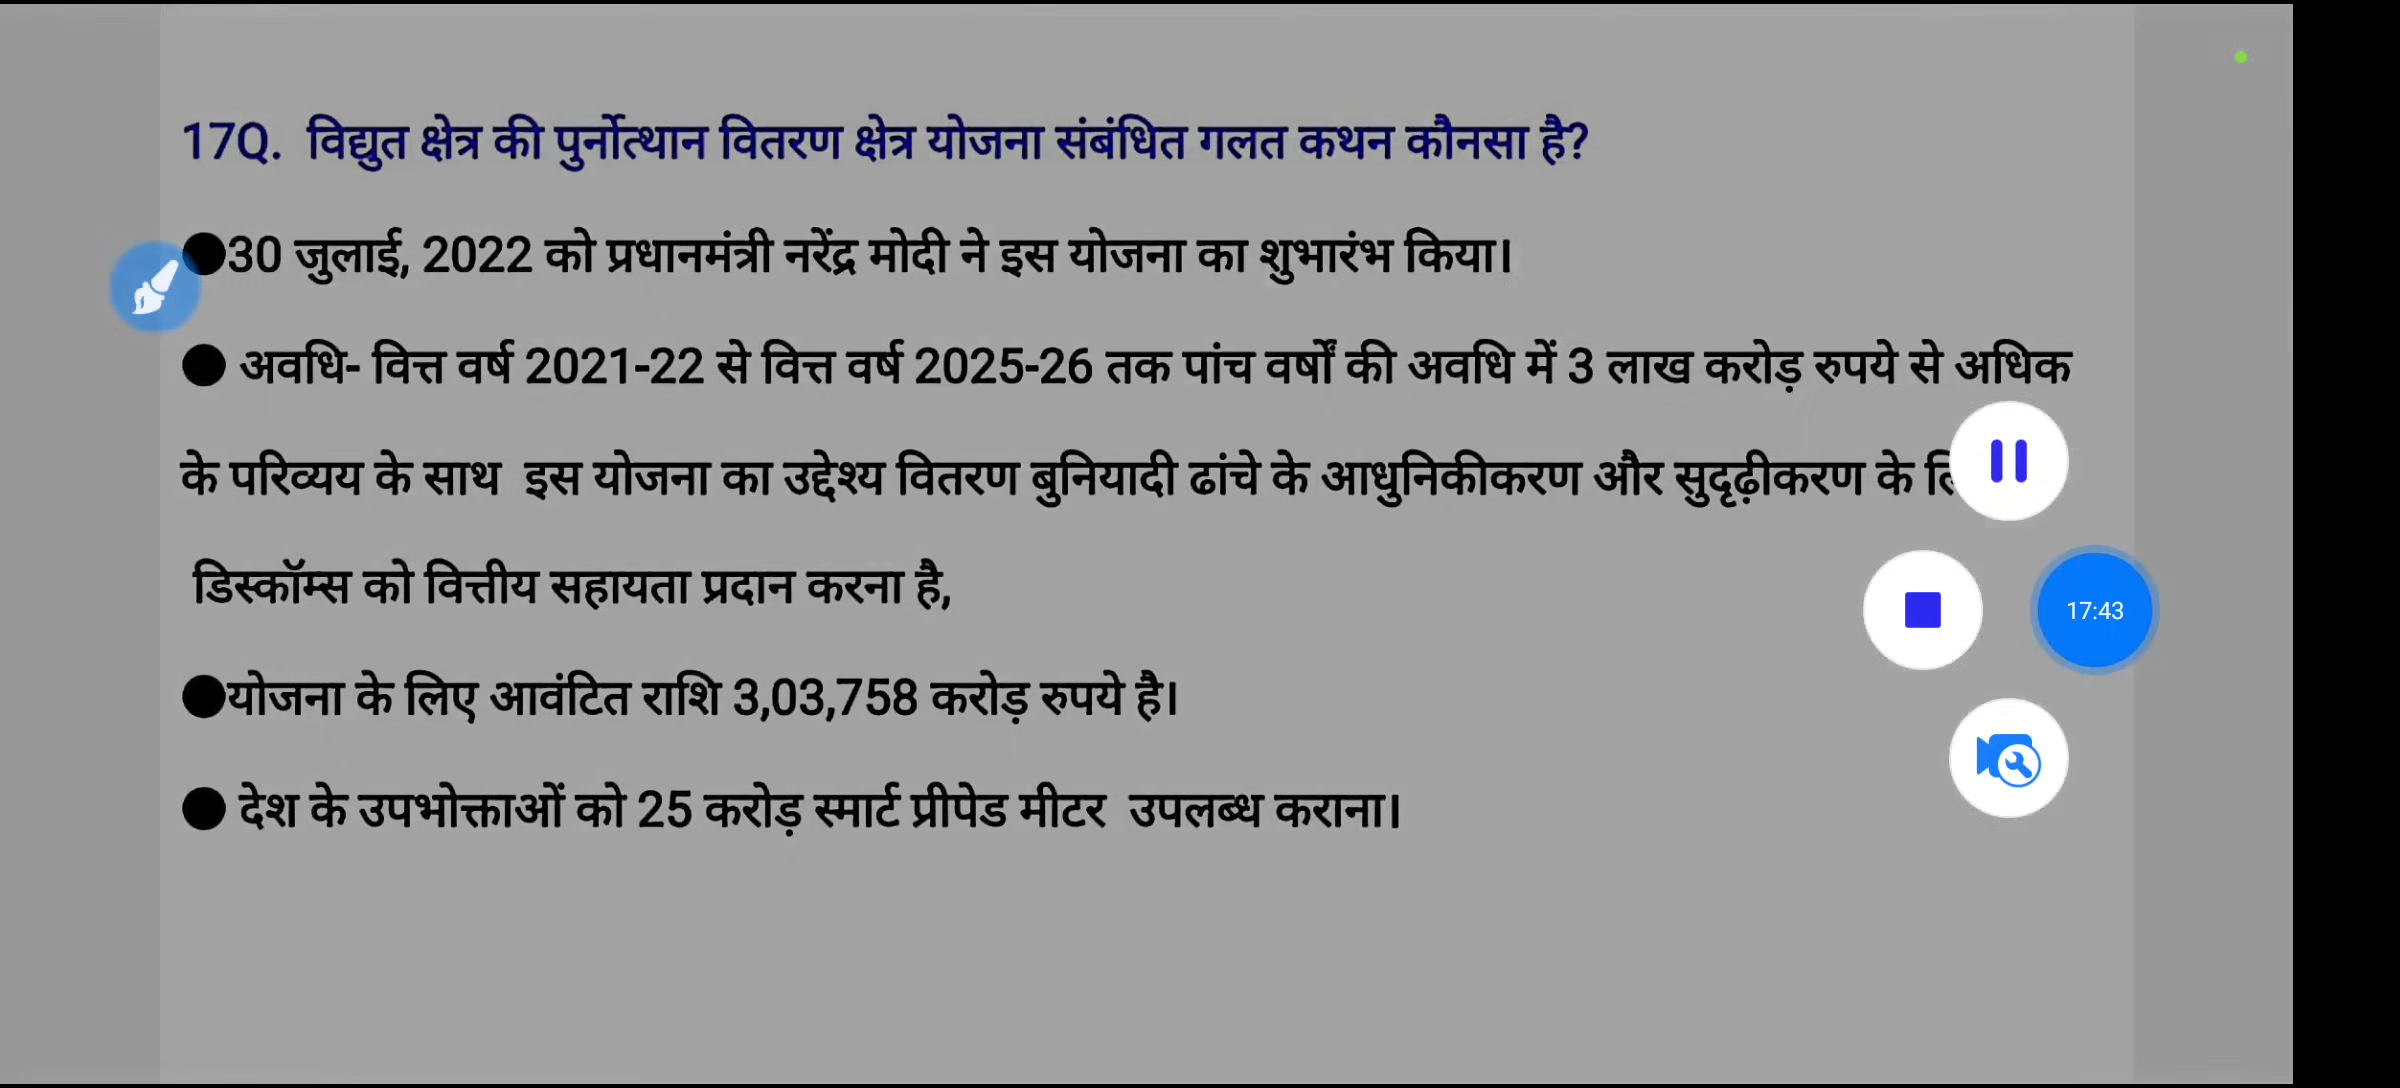 17Q. विद्युत क्षेत्र की पुर्नोत्थान वितरण क्षेत्र योजना संबंधित गलत कथन कौनसा है?
●30 जुलाई, 2022 को प्रधानमंत्री नरेंद्र मोदी ने इस योजना का शुभारंभ किया।
● अवधि- वित्त वर्ष 2021-22 से वित्त वर्ष 2025-26 तक पांच वर्षों की अवधि में 3 लाख करोड़ रुपये से अधिक
के परिव्यय के साथ इस योजना का उद्देश्य वितरण बुनियादी ढांचे के आधुनिकीकरण और सुदृढ़ीकरण के
डिस्कॉम्स को वित्तीय सहायता प्रदान करना है,
17:43
●योजना के लिए आवंटित राशि 3,03,758 करोड़ रुपये है।
● देश के उपभोक्ताओं को 25 करोड़ स्मार्ट प्रीपेड मीटर उपलब्ध कराना।